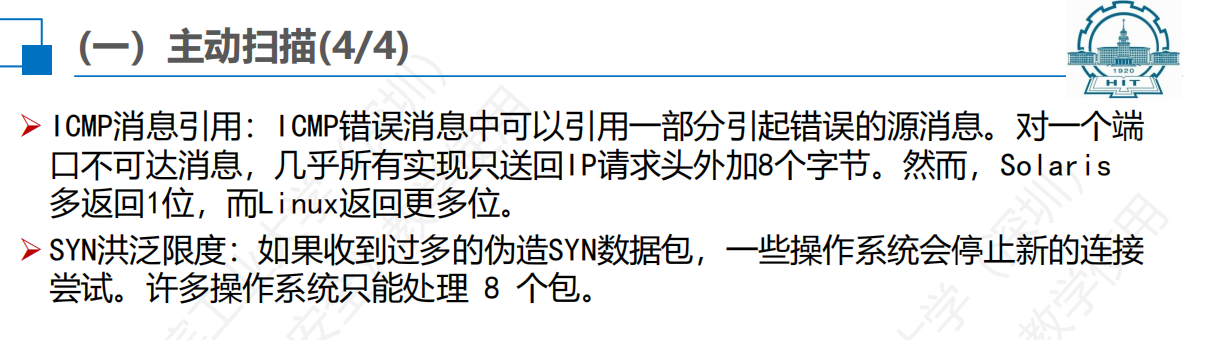 (一) 主动扫描(4/4)
1920
HIT
➢ ICMP消息引用：ICMP错误消息中可以引用一部分引起错误的源消息。对一个端
口不可达消息，几乎所有实现只送回IP请求头外加8个字节。然而，Solaris
多返回1位，而Linux返回更多位。
➢ SYN洪泛限度：如果收到过多的伪造SYN数据包，一些操作系统会停止新的连接
尝试。许多操作系统只能处理 8 个包。